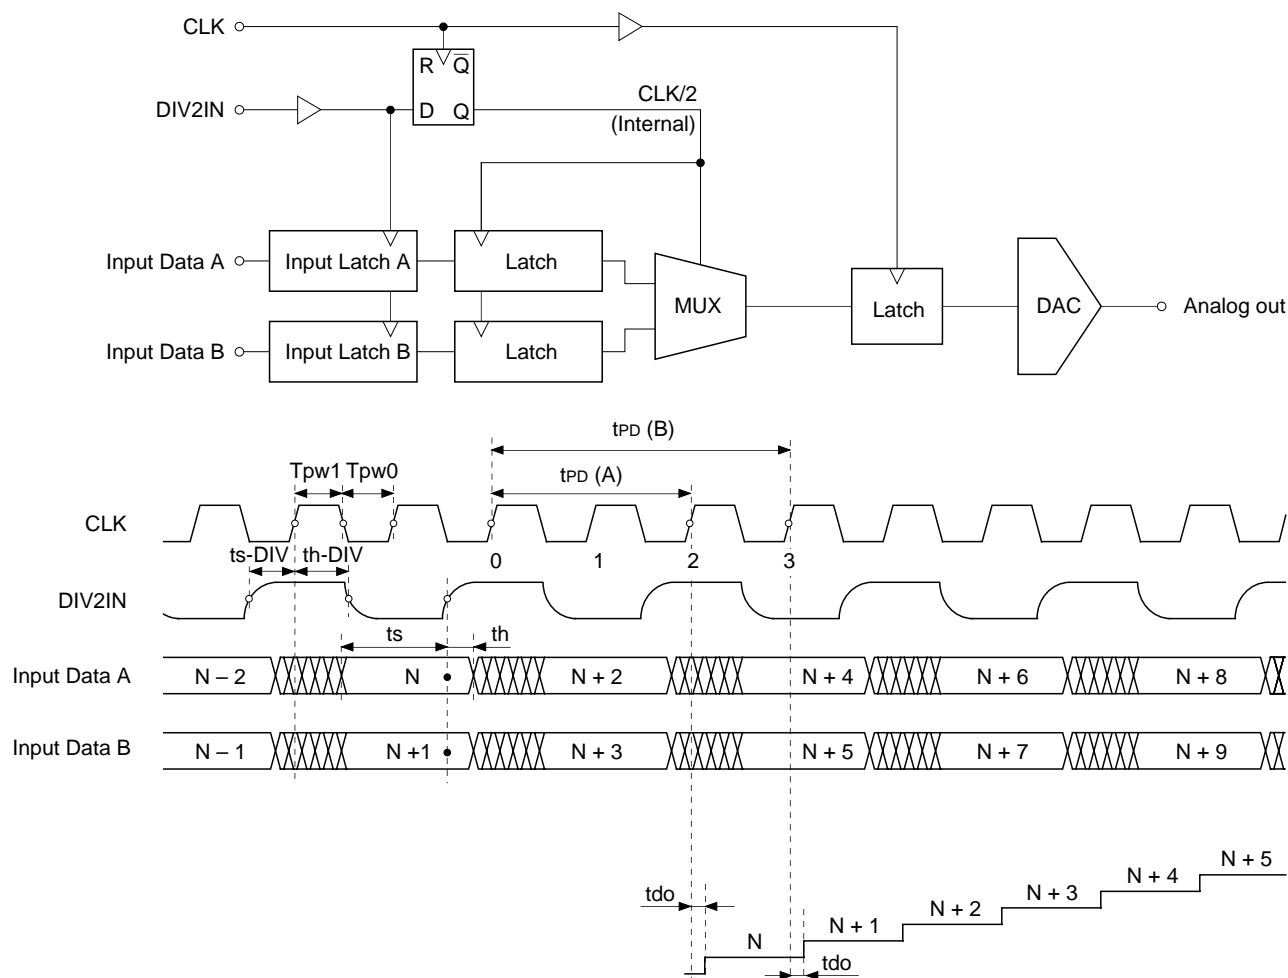 CLK
R Q
DIV2IN
D Q
CLK/2
(Internal)
Input Data A
Input Latch A
Latch
MUX
Latch
DAC
Analog out
Input Data B
Input Latch B
Latch
tPD (B)
Tpw1 Tpw0
tPD (A)
CLK
ts-DIV th-DIV
0 1 2 3
DIV2IN
ts th
Input Data A
N – 2 N N + 2 N + 4 N + 6 N + 8
Input Data B
N – 1 N +1 N + 3 N + 5 N + 7 N + 9
tdo
N N + 1 N + 2 N + 3 N + 4 N + 5
tdo